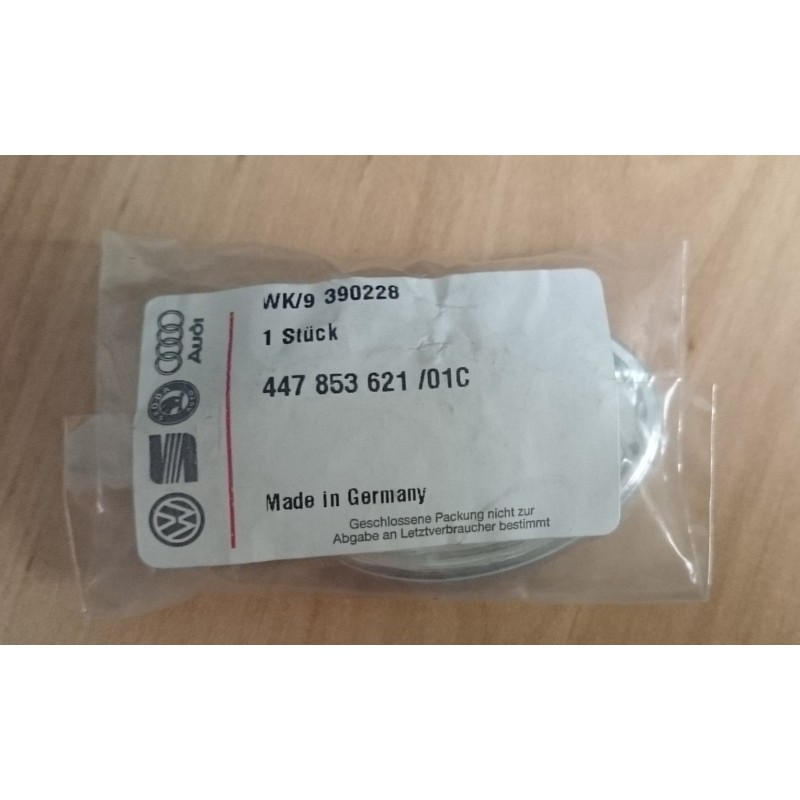 WK/9 390228
1 Stück
447 853 621 /01C
Made in Germany
Geschlossene Packung nicht zur
Abgabe an Letztverbraucher bestimmt
Audi
SKODA